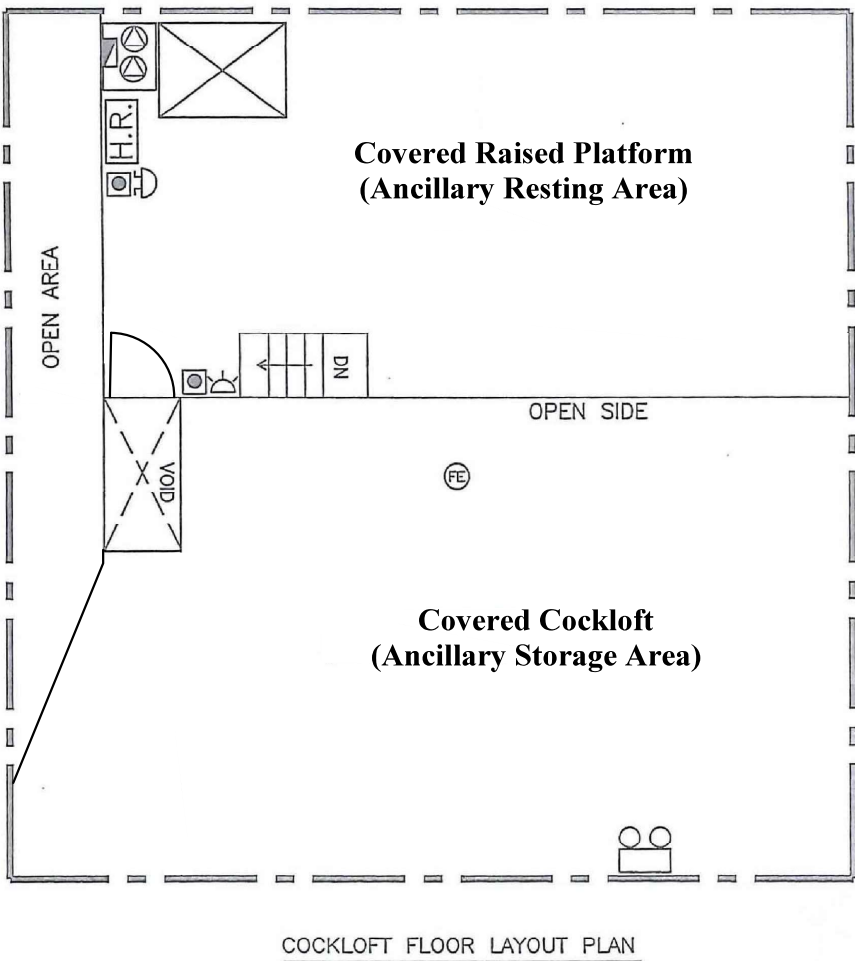 H.R.
Covered Raised Platform
(Ancillary Resting Area)
OPEN AREA
DN
OPEN SIDE
VOID
FE
Covered Cockloft
(Ancillary Storage Area)
COCKLOFT FLOOR LAYOUT PLAN